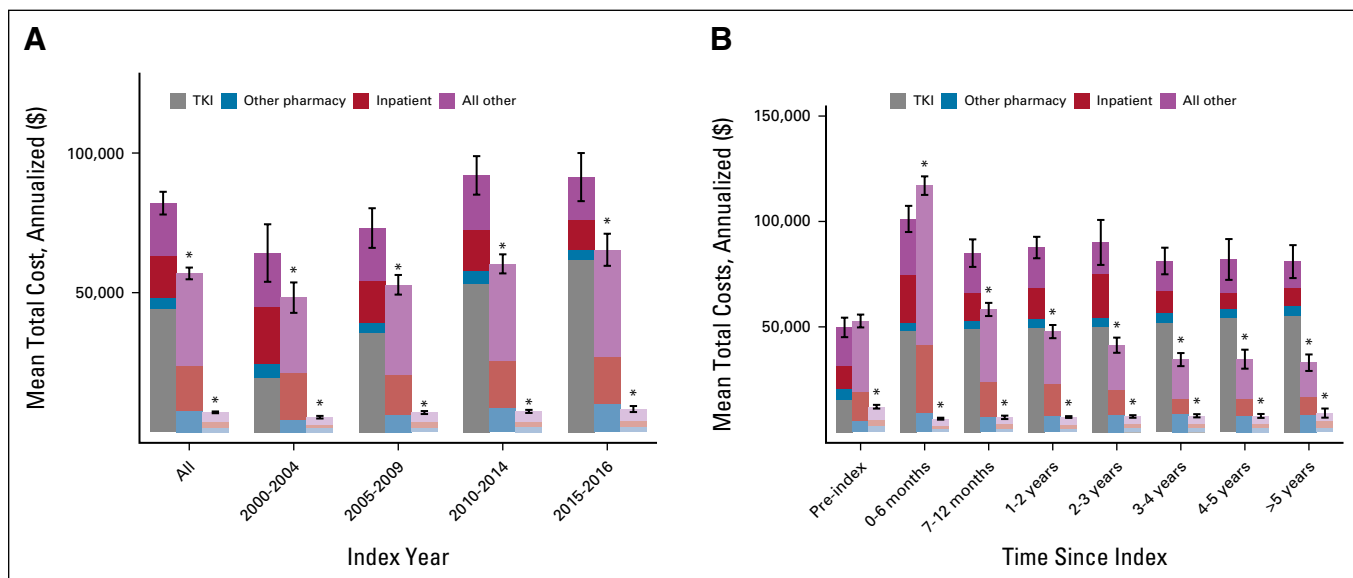 A
TKI Other pharmacy Inpatient All other
Mean Total Cost, Annualized ($)
100,000
50,000
* * * * *
* * * * *
All
2000-2004
2005-2009
2010-2014
2015-2016
Index Year
B
TKI Other pharmacy Inpatient All other
Mean Total Costs, Annualized ($)
150,000
100,000
50,000
* * * * * * *
* * * * * * * *
Pre-index
0-6 months
7-12 months
1-2 years
2-3 years
3-4 years
4-5 years
>5 years
Time Since Index